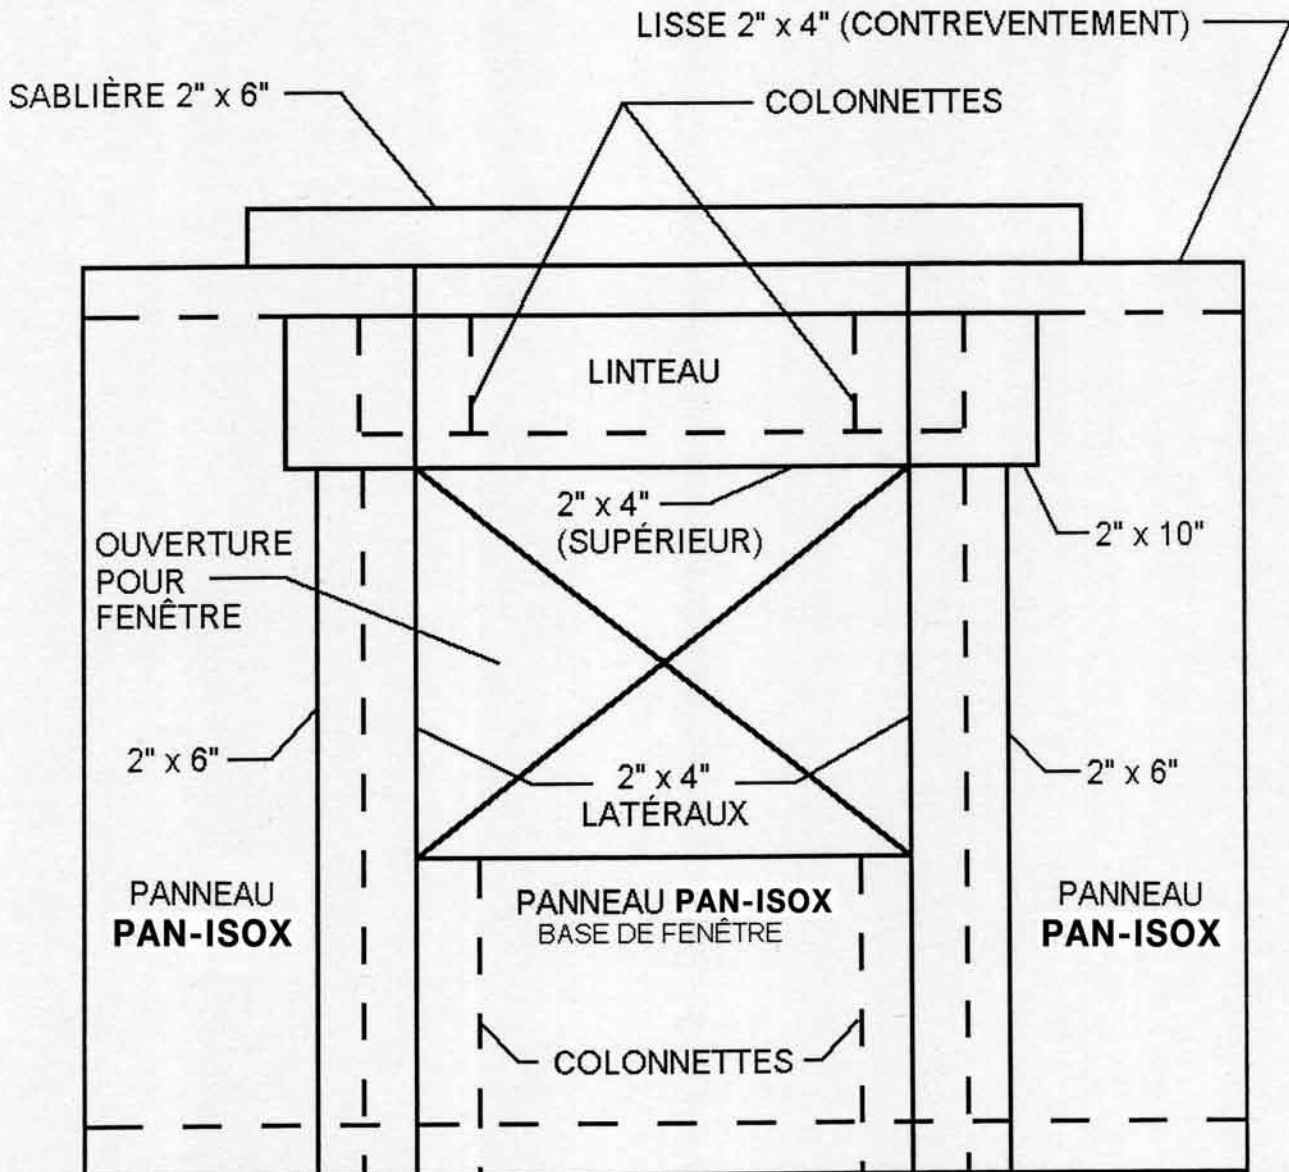 LISSE 2" x 4" (CONTREVENTEMENT)
SABLIÈRE 2" x 6"
COLONNETTES
LINTEAU
2" x 4"
(SUPÉRIEUR)
2" x 10"
OUVERTURE
POUR
FENÊTRE
2" x 6"
2" x 4"
LATÉRAUX
2" x 6"
PANNEAU
PAN-ISOX
PANNEAU PAN-ISOX
BASE DE FENÊTRE
PANNEAU
PAN-ISOX
COLONNETTES